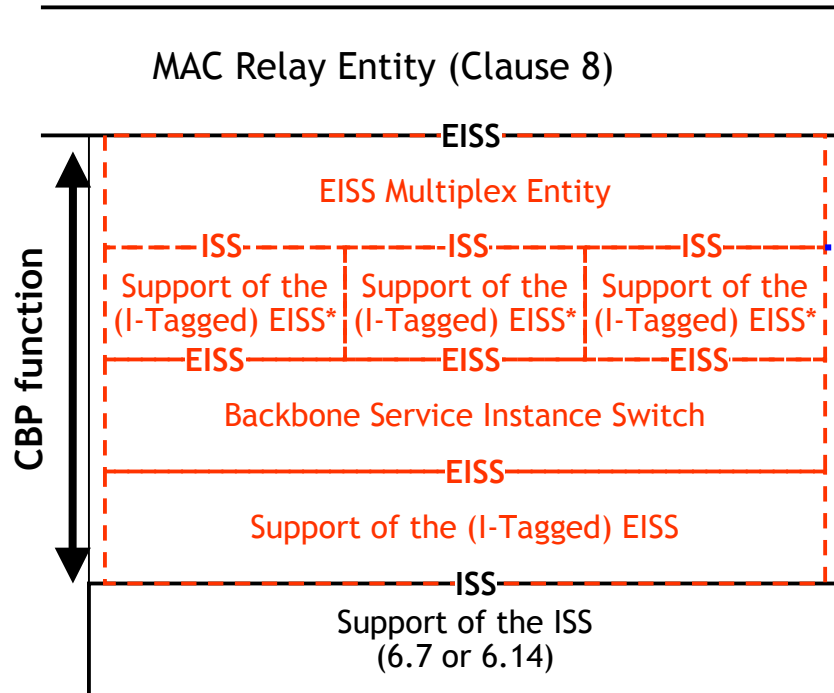 MAC Relay Entity (Clause 8)
EISS
EISS Multiplex Entity
ISS ISS ISS
Support of the Support of the Support of the
(I-Tagged) EISS* (I-Tagged) EISS* (I-Tagged) EISS*
EISS EISS EISS
CBP function
Backbone Service Instance Switch
EISS
Support of the (I-Tagged) EISS
ISS
Support of the ISS
(6.7 or 6.14)